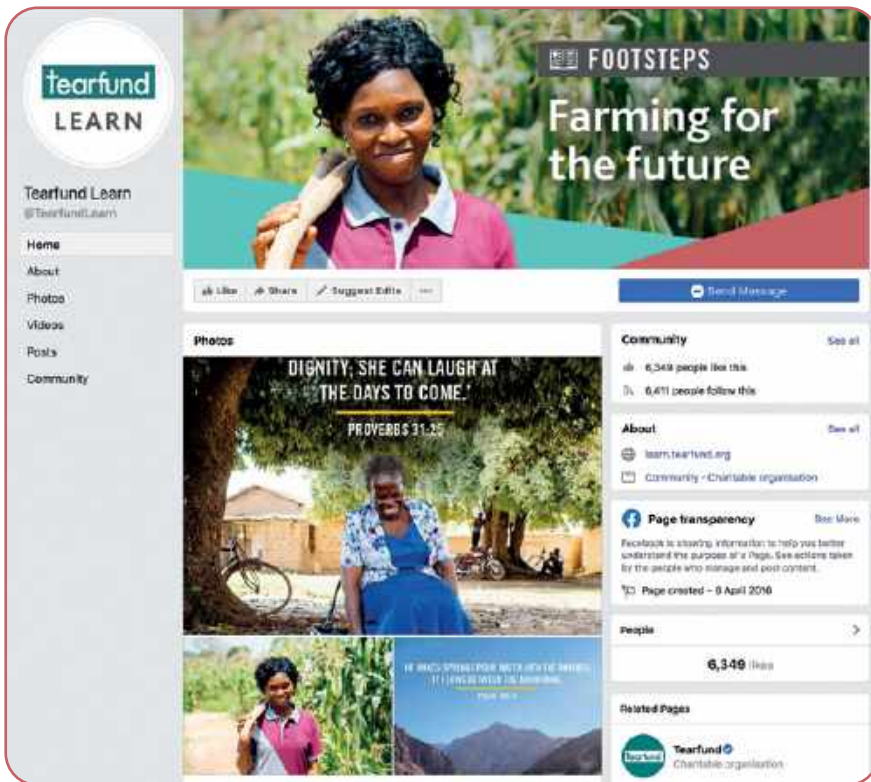 tearfund
LEARN
Tearfund Learn
@TearfundLearn
Home
About
Photos
Videos
Posts
Community
FOOTSTEPS
Farming for
the future
Like
Share
Suggest Edits
Send Message
Photos
DIGNITY; SHE CAN LAUGH AT
THE DAYS TO COME.'
PROVERBS 31:25
Community
See all
6,349 people like this
6,411 people follow this
About
See all
learn.tearfund.org
Community · Charitable organisation
Page transparency
See More
Facebook is showing information to help you better
understand the purpose of a Page. See actions taken
by the people who manage and post content.
Page created – 6 April 2016
People
6,349 likes
Related Pages
tearfund
Tearfund
Charitable organisation